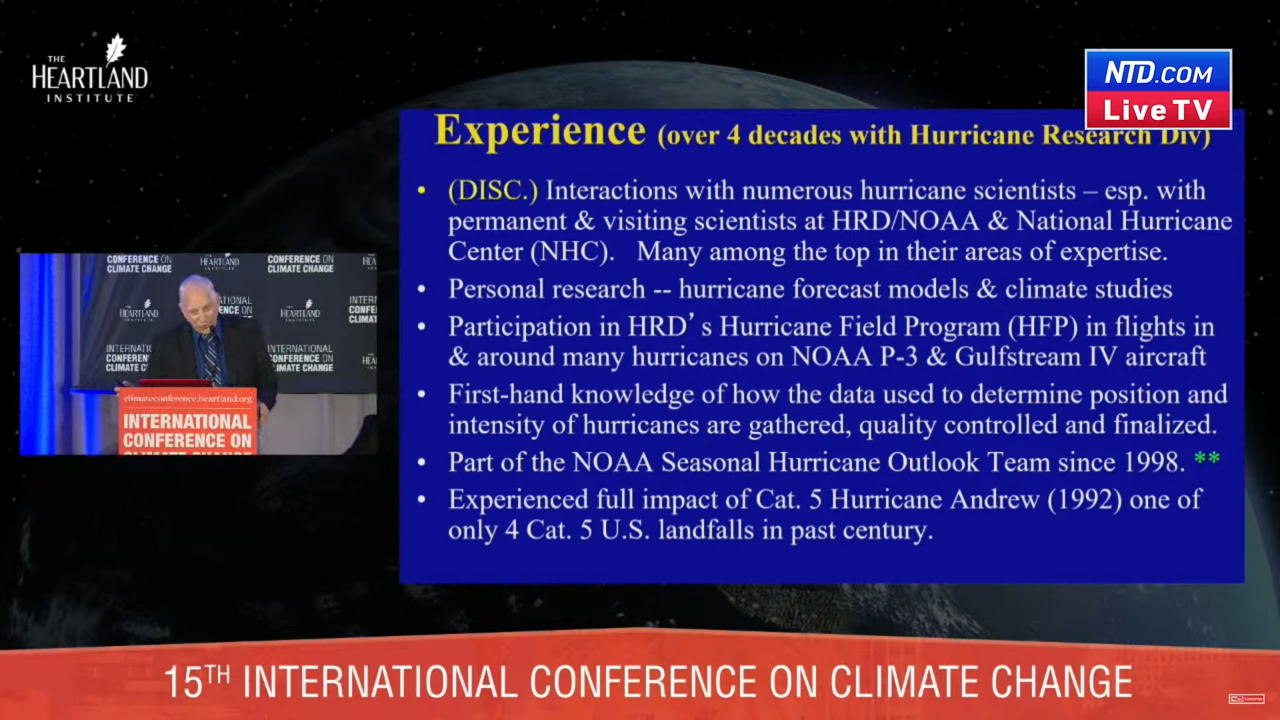 THE
HEARTLAND
INSTITUTE
NTD.COM
Live TV
Experience (over 4 decades with Hurricane Research Div)
• (DISC.) Interactions with numerous hurricane scientists – esp. with
permanent & visiting scientists at HRD/NOAA & National Hurricane
Center (NHC). Many among the top in their areas of expertise.
• Personal research -- hurricane forecast models & climate studies
• Participation in HRD’s Hurricane Field Program (HFP) in flights in
& around many hurricanes on NOAA P-3 & Gulfstream IV aircraft
• First-hand knowledge of how the data used to determine position and
intensity of hurricanes are gathered, quality controlled and finalized.
• Part of the NOAA Seasonal Hurricane Outlook Team since 1998. **
• Experienced full impact of Cat. 5 Hurricane Andrew (1992) one of
only 4 Cat. 5 U.S. landfalls in past century.
CONFERENCE ON
CLIMATE CHANGE
CONFERENCE ON
CLIMATE CHANGE
HEARTLAND
HEARTLAND
climateconference.heartland.org
INTERNATIONAL
CONFERENCE ON
CLIMATE CHANGE
15TH INTERNATIONAL CONFERENCE ON CLIMATE CHANGE